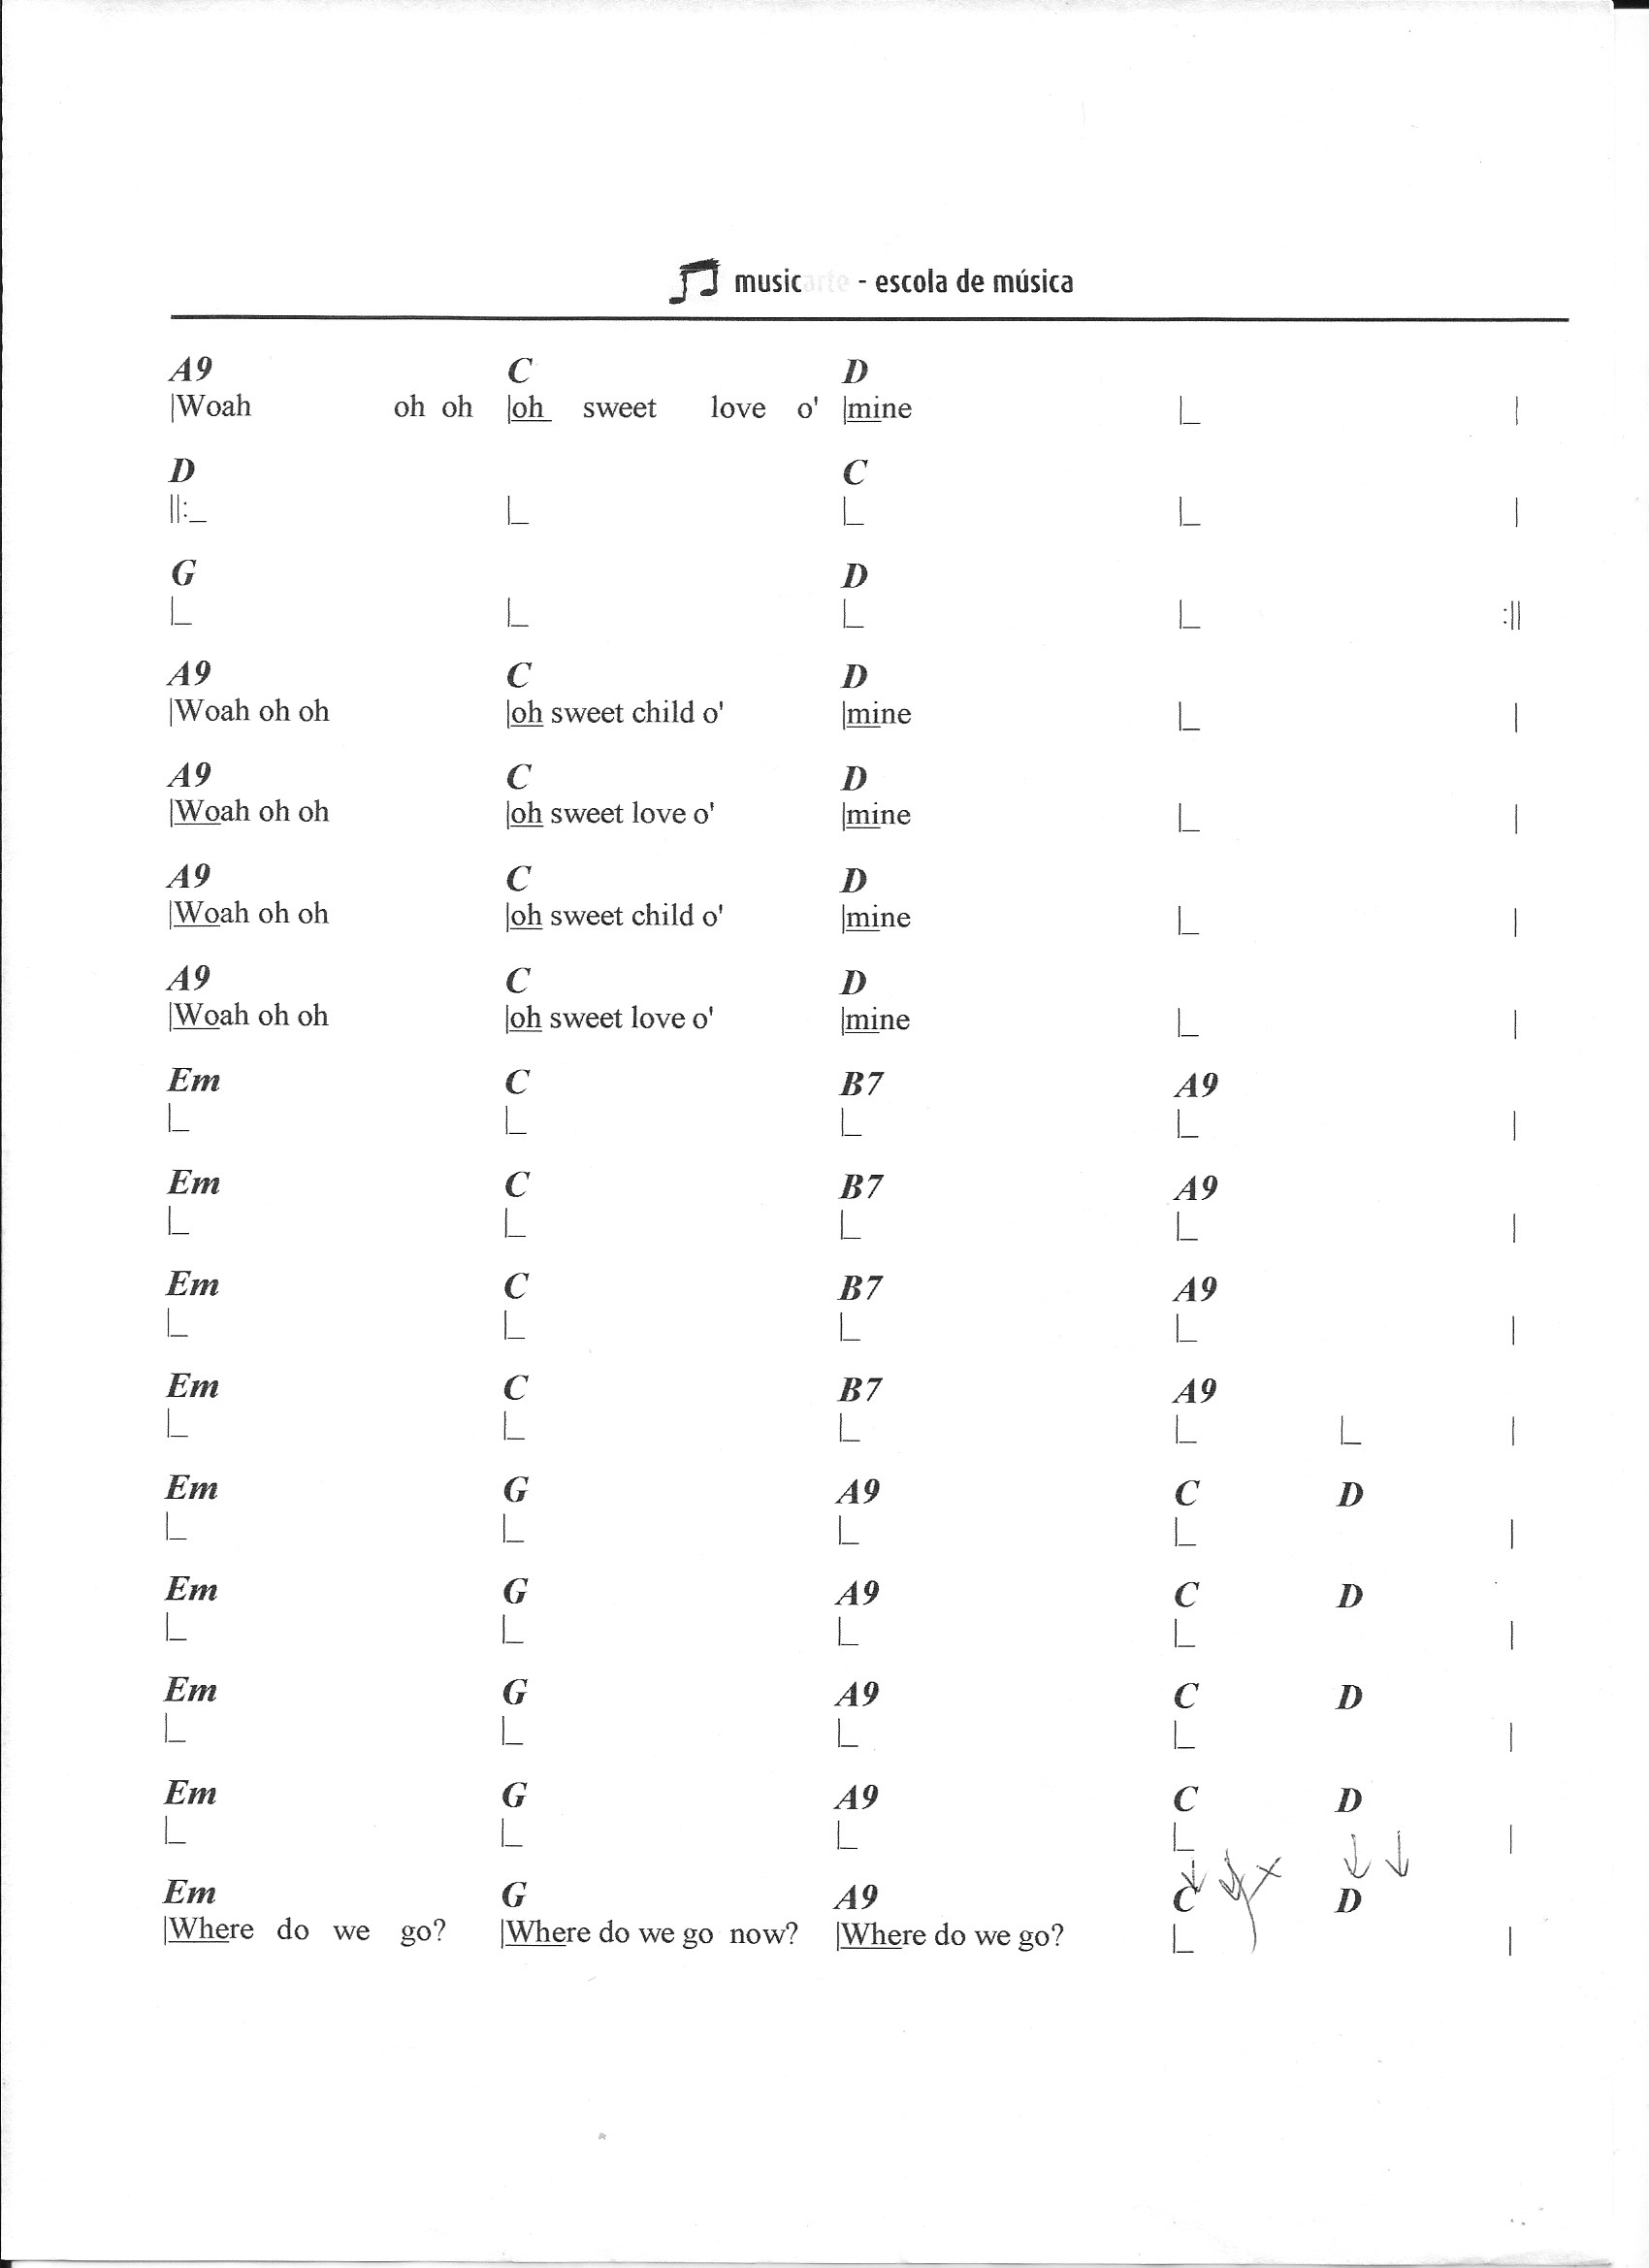 musicarte - escola de música
A9 C D
|Woah oh oh |oh sweet love o' |mine |_ |
D C
||:_ |_ |_ |_ |
G D
|_ |_ |_ |_ :||
A9 C D
|Woah oh oh |oh sweet child o' |mine |_ |
A9 C D
|Woah oh oh |oh sweet love o' |mine |_ |
A9 C D
|Woah oh oh |oh sweet child o' |mine |_ |
A9 C D
|Woah oh oh |oh sweet love o' |mine |_ |
Em C B7 A9
|_ |_ |_ |_ |
Em C B7 A9
|_ |_ |_ |_ |
Em C B7 A9
|_ |_ |_ |_ |
Em C B7 A9
|_ |_ |_ |_ |_ |
Em G A9 C D
|_ |_ |_ |_ |
Em G A9 C D
|_ |_ |_ |_ |
Em G A9 C D
|_ |_ |_ |_ |
Em G A9 C D
|_ |_ |_ |_ |
Em G A9 C D
|Where do we go? |Where do we go now? |Where do we go? |_ |